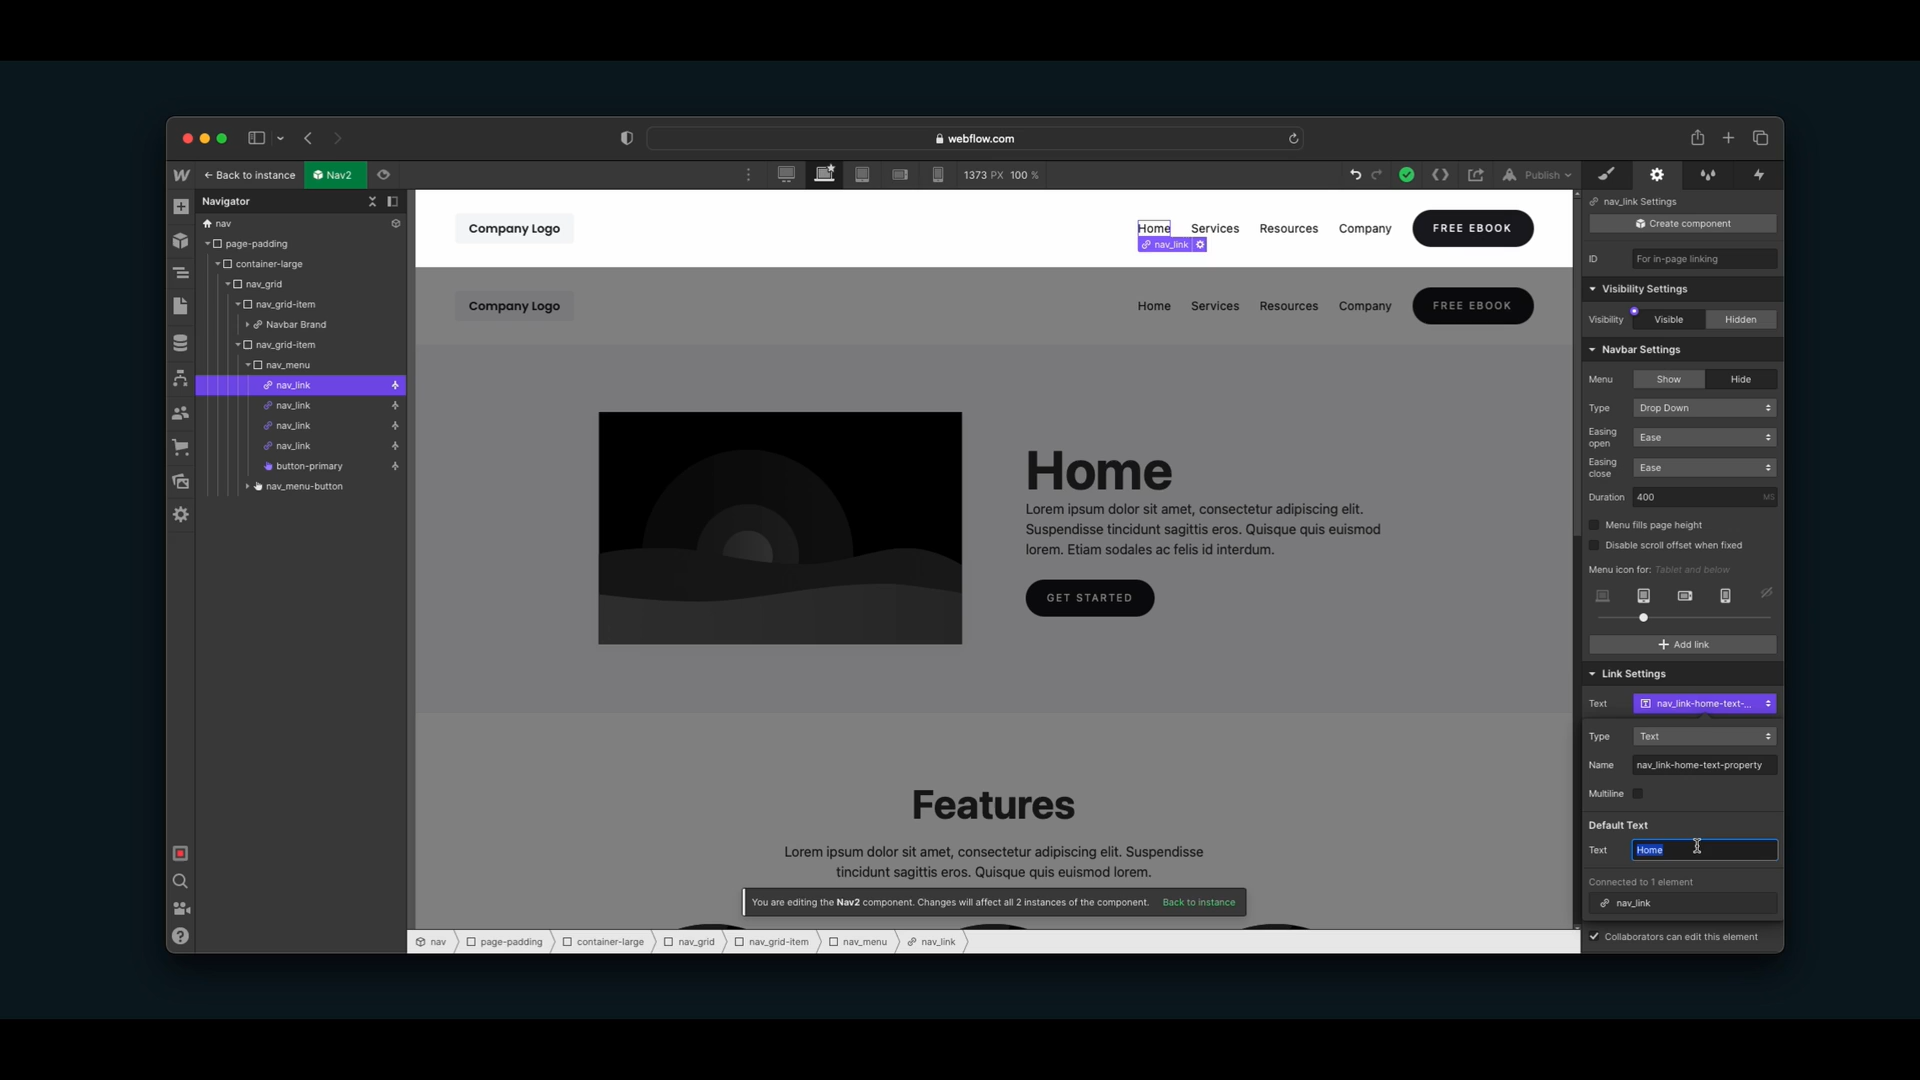 webflow.com
Back to instance
Nav2
1373 PX 100 %
Publish
Navigator
nav
page-padding
container-large
nav_grid
nav_grid-item
Navbar Brand
nav_grid-item
nav_menu
nav_link
nav_link
nav_link
nav_link
button-primary
nav_menu-button
Company Logo
Home
Services
Resources
Company
FREE EBOOK
nav_link
Company Logo
Home
Services
Resources
Company
FREE EBOOK
Home
Lorem ipsum dolor sit amet, consectetur adipiscing elit.
Suspendisse tincidunt sagittis eros. Quisque quis euismod
lorem. Etiam sodales ac felis id interdum.
GET STARTED
Features
Lorem ipsum dolor sit amet, consectetur adipiscing elit. Suspendisse
tincidunt sagittis eros. Quisque quis euismod lorem.
You are editing the Nav2 component. Changes will affect all 2 instances of the component. Back to instance
nav
page-padding
container-large
nav_grid
nav_grid-item
nav_menu
nav_link
nav_link Settings
Create component
ID For in-page linking
Visibility Settings
Visibility Visible Hidden
Navbar Settings
Menu Show Hide
Type Drop Down
Easing
open
Ease
Easing
close
Ease
Duration 400 MS
Menu fills page height
Disable scroll offset when fixed
Menu icon for: Tablet and below
Add link
Link Settings
Text nav_link-home-text-...
Type Text
Name nav_link-home-text-property
Multiline
Default Text
Text Home
Connected to 1 element
nav_link
Collaborators can edit this element